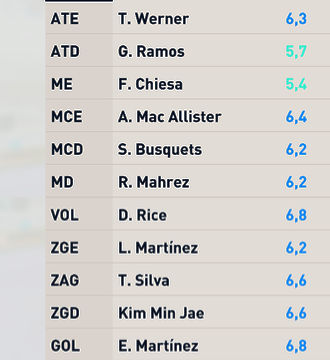 ATE T. Werner 6,3
ATD G. Ramos 5,7
ME F. Chiesa 5,4
MCE A. Mac Allister 6,4
MCD S. Busquets 6,2
MD R. Mahrez 6,2
VOL D. Rice 6,8
ZGE L. Martínez 6,2
ZAG T. Silva 6,6
ZGD Kim Min Jae 6,6
GOL E. Martínez 6,8